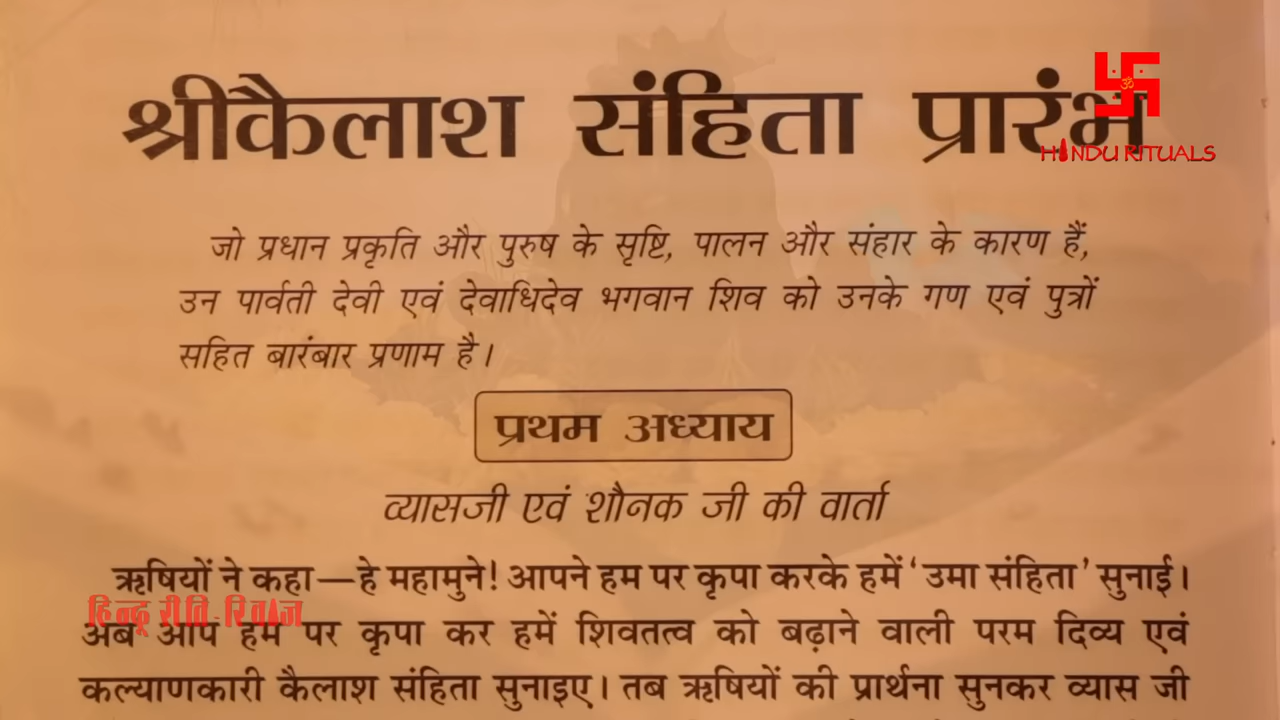 श्रीकैलाश संहिता प्रारंभ
HINDU RITUALS
जो प्रधान प्रकृति और पुरुष के सृष्टि, पालन और संहार के कारण हैं,
उन पार्वती देवी एवं देवाधिदेव भगवान शिव को उनके गण एवं पुत्रों
सहित बारंबार प्रणाम है।
प्रथम अध्याय
व्यासजी एवं शौनक जी की वार्ता
ऋषियों ने कहा—हे महामुने! आपने हम पर कृपा करके हमें ‘उमा संहिता’ सुनाई।
हिन्दू रीति-रिवाज
अब आप हम पर कृपा कर हमें शिवतत्व को बढ़ाने वाली परम दिव्य एवं
कल्याणकारी कैलाश संहिता सुनाइए। तब ऋषियों की प्रार्थना सुनकर व्यास जी